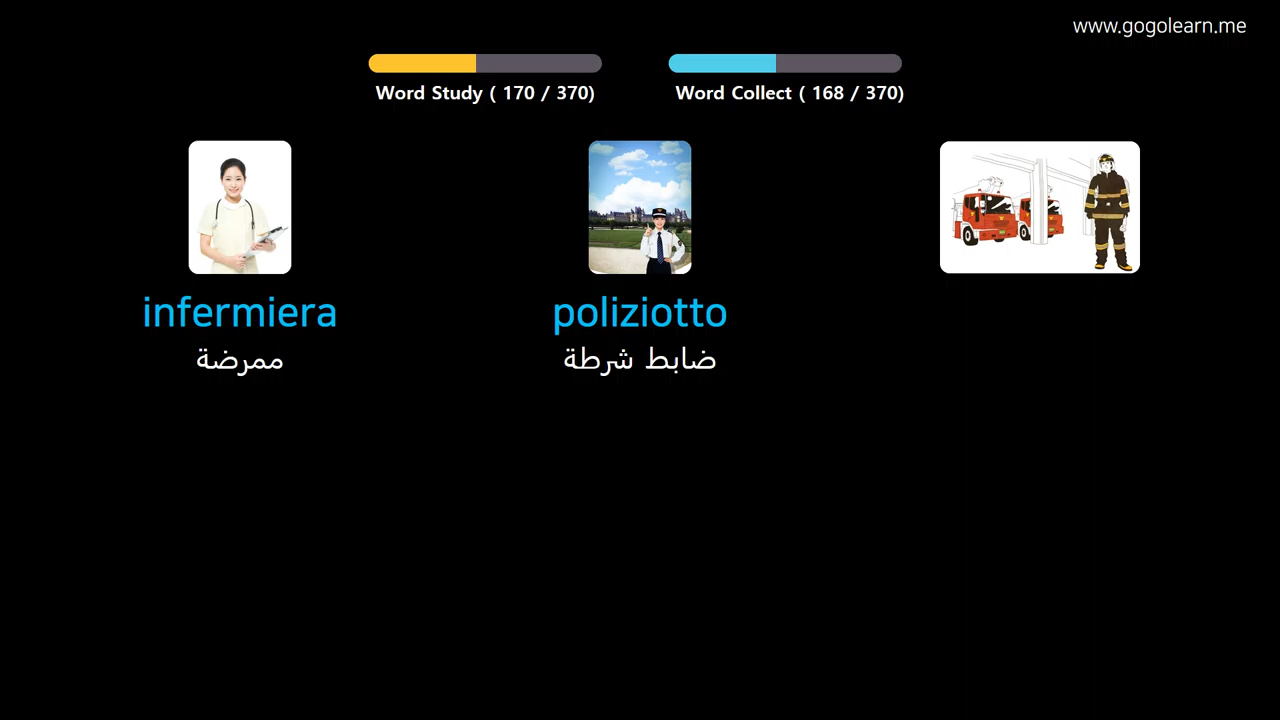 www.gogolearn.me
Word Study ( 170 / 370)
Word Collect ( 168 / 370)
infermiera
ممرضة
poliziotto
ضابط شرطة